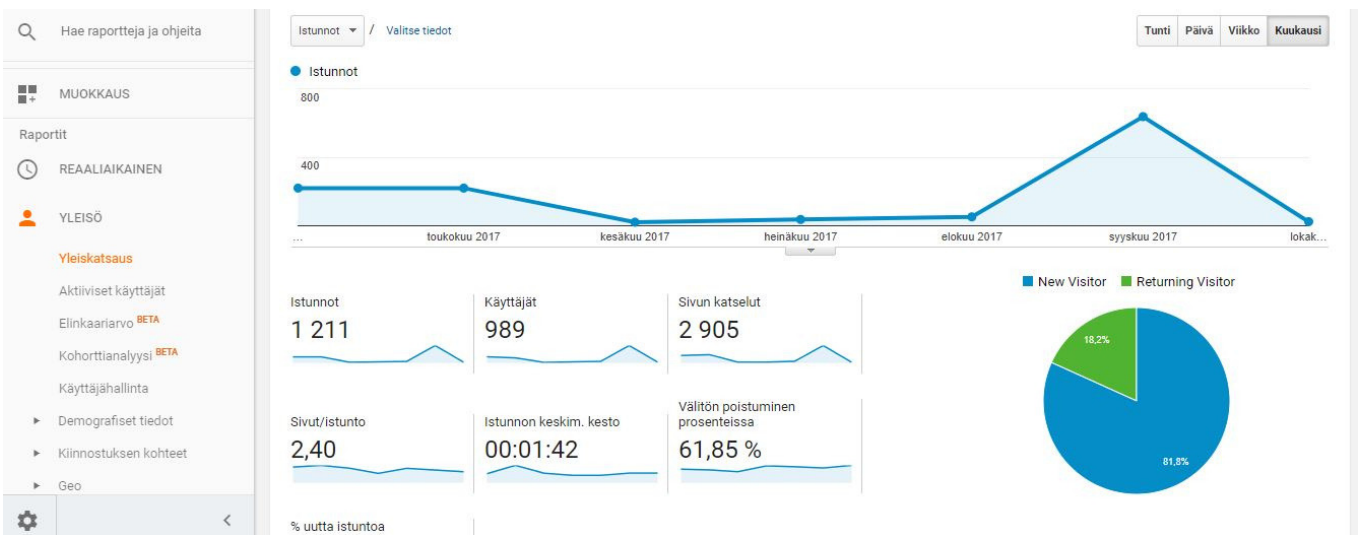 Hae raportteja ja ohjeita
MUOKKAUS
Raportit
REAALIAIKAINEN
YLEISÖ
Yleiskatsaus
Aktiiviset käyttäjät
Elinkaariarvo BETA
Kohorttianalyysi BETA
Käyttäjähallinta
Demografiset tiedot
Kiinnostuksen kohteet
Geo
Istunnot / Valitse tiedot
Tunti Päivä Viikko Kuukausi
Istunnot
800
400
... toukokuu 2017 kesäkuu 2017 heinäkuu 2017 elokuu 2017 syyskuu 2017 lokak...
New Visitor Returning Visitor
18,2%
81,8%
Istunnot
1 211
Käyttäjät
989
Sivun katselut
2 905
Sivut/istunto
2,40
Istunnon keskim. kesto
00:01:42
Välitön poistuminen
prosenteissa
61,85 %
% uutta istuntoa